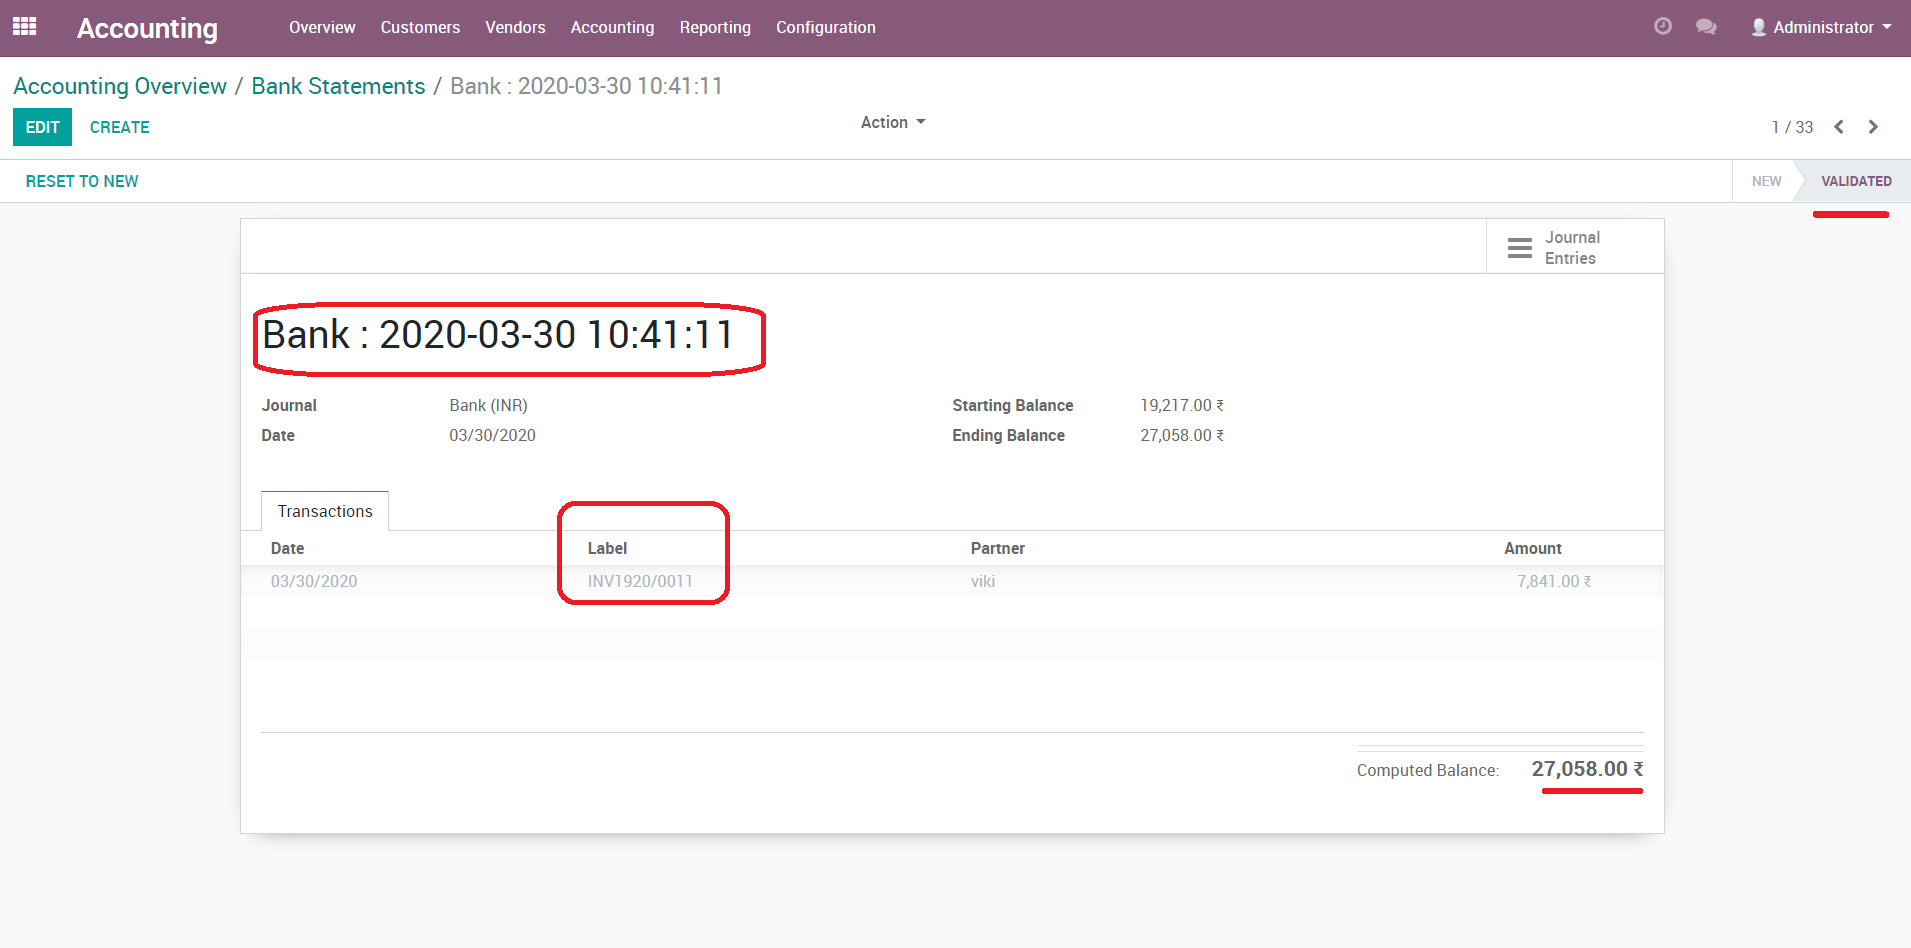 Accounting Overview Customers Vendors Accounting Reporting Configuration Administrator
Accounting Overview / Bank Statements / Bank : 2020-03-30 10:41:11
EDIT CREATE Action 1 / 33
RESET TO NEW NEW VALIDATED
Journal
Entries
Bank : 2020-03-30 10:41:11
Journal Bank (INR) Starting Balance 19,217.00 ₹
Date 03/30/2020 Ending Balance 27,058.00 ₹
Transactions
Date Label Partner Amount
03/30/2020 INV1920/0011 viki 7,841.00 ₹
Computed Balance: 27,058.00 ₹